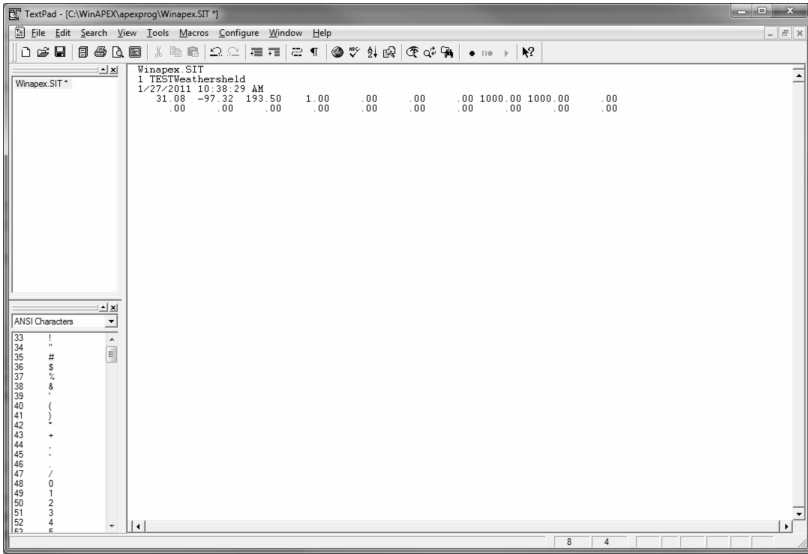 TextPad - [C:\WinAPEX\apexprog\Winapex.SIT *]
File Edit Search View Tools Macros Configure Window Help
Winapex.SIT *
Winapex.SIT
1 TESTWeathersheld
1/27/2011 10:38:29 AM
31.08 -97.32 193.50 1.00 .00 .00 .00 1000.00 1000.00 .00
.00 .00 .00 .00 .00 .00 .00 .00 .00 .00
ANSI Characters
33 !
34 "
35 #
36 $
37 %
38 &
39 '
40 (
41 )
42 *
43 +
44 ,
45 -
46 .
47 /
48 0
49 1
50 2
51 3
52 4
53 5
8 4